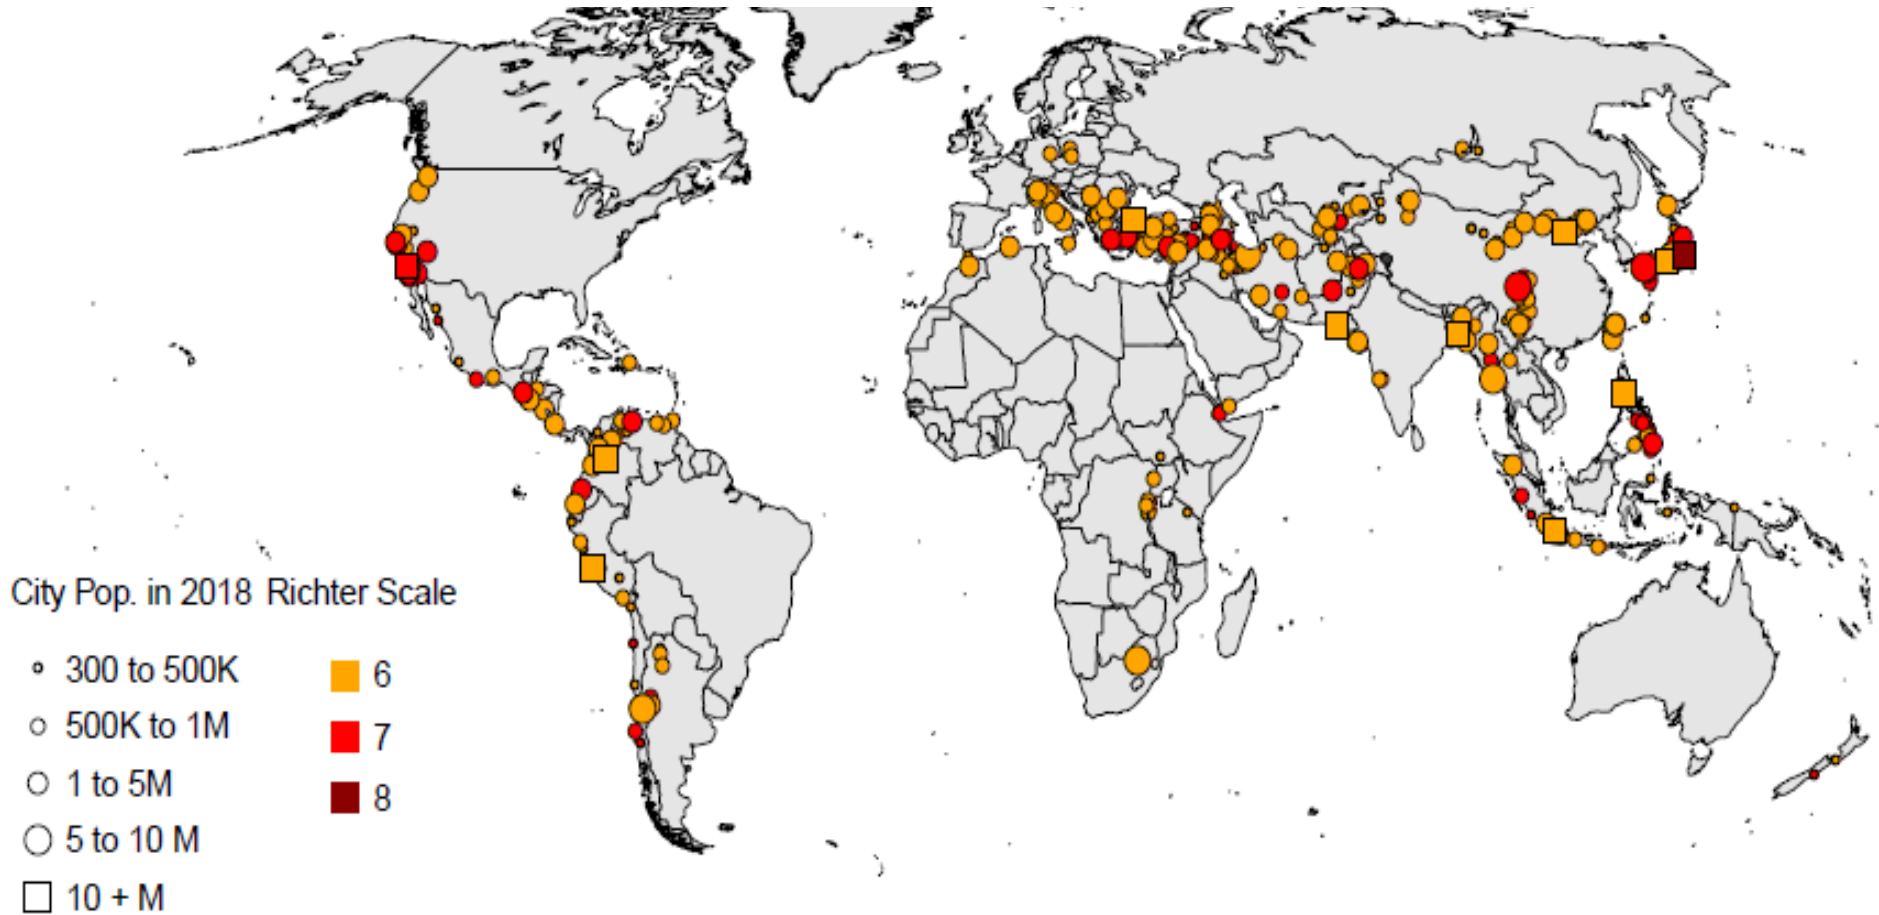 City Pop. in 2018 Richter Scale
300 to 500K
6
500K to 1M
7
1 to 5M
8
5 to 10 M
10 + M